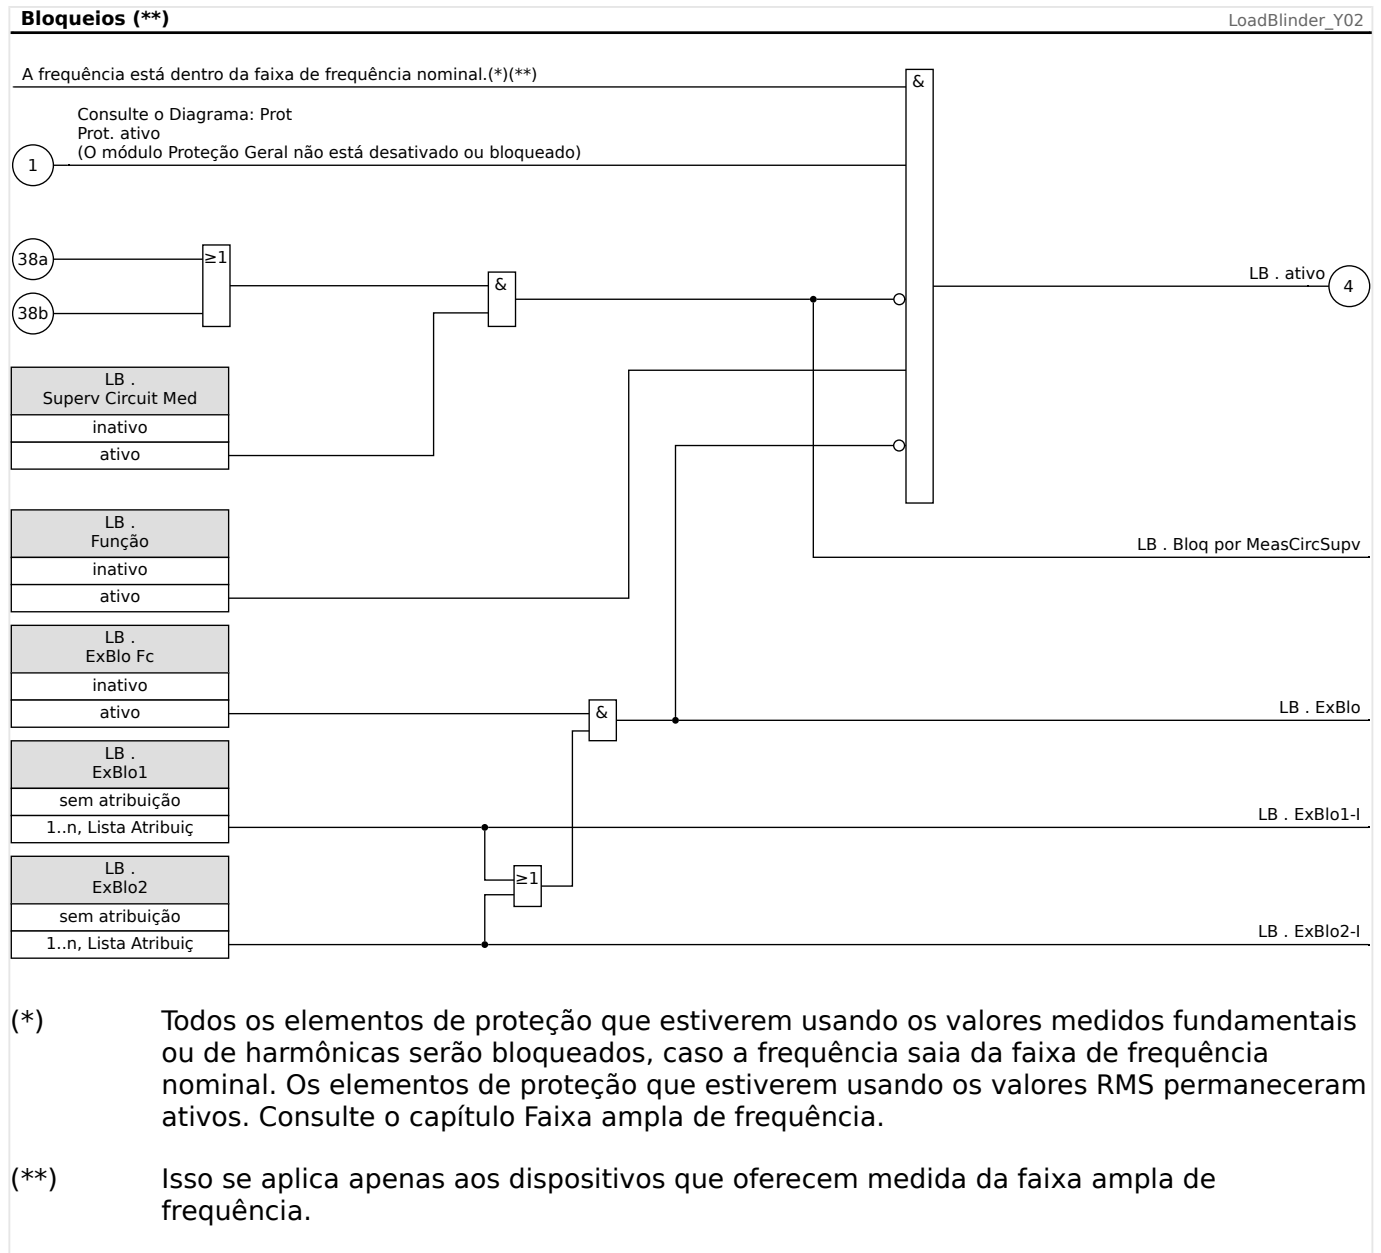 Bloqueios (**)
LoadBlinder_Y02
A frequência está dentro da faixa de frequência nominal.(*)(**)
&
Consulte o Diagrama: Prot
Prot. ativo
(O módulo Proteção Geral não está desativado ou bloqueado)
1
38a
≥1
38b
&
LB . ativo
4
LB .
Superv Circuit Med
inativo
ativo
LB .
Função
inativo
ativo
LB . Bloq por MeasCircSupv
LB .
ExBlo Fc
inativo
ativo
&
LB . ExBlo
LB .
ExBlo1
sem atribuição
1..n, Lista Atribuiç
LB . ExBlo1-I
LB .
ExBlo2
sem atribuição
1..n, Lista Atribuiç
≥1
LB . ExBlo2-I
(*) Todos os elementos de proteção que estiverem usando os valores medidos fundamentais
ou de harmônicas serão bloqueados, caso a frequência saia da faixa de frequência
nominal. Os elementos de proteção que estiverem usando os valores RMS permaneceram
ativos. Consulte o capítulo Faixa ampla de frequência.
(**) Isso se aplica apenas aos dispositivos que oferecem medida da faixa ampla de
frequência.